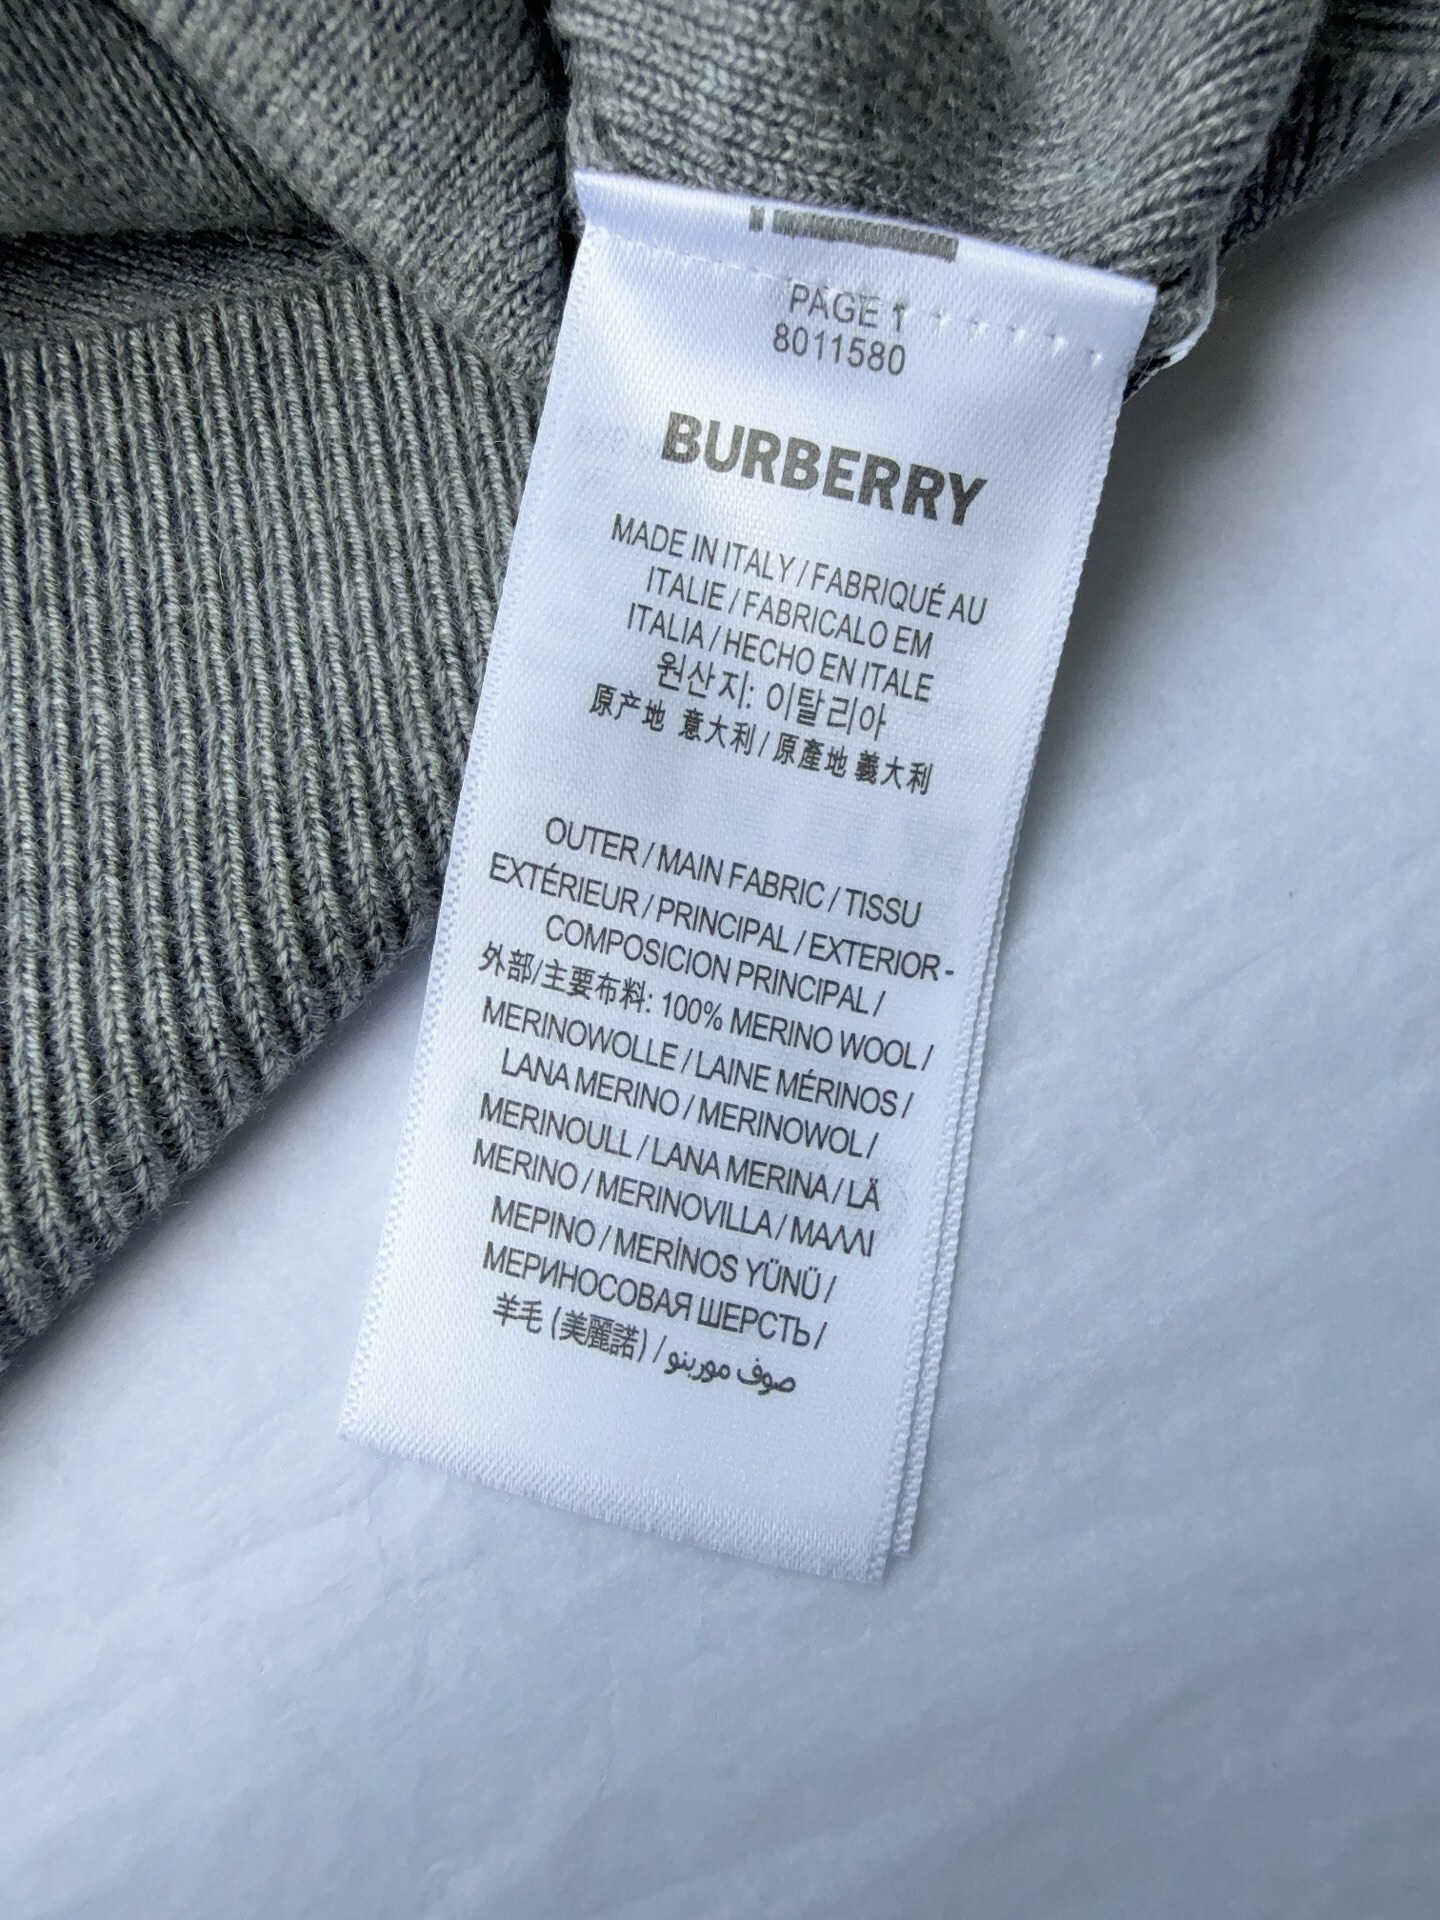 PAGE 1
8011580
BURBERRY
MADE IN ITALY / FABRIQUÉ AU
ITALIE / FABRICALO EM
ITALIA / HECHO EN ITALE
원산지: 이탈리아
原产地 意大利 / 原產地 義大利
OUTER / MAIN FABRIC / TISSU
EXTÉRIEUR / PRINCIPAL / EXTERIOR -
COMPOSICION PRINCIPAL /
外部/主要布料: 100% MERINO WOOL /
MERINOWOLLE / LAINE MÉRINOS /
LANA MERINO / MERINOWOL /
MERINOULL / LANA MERINA / LÄ
MERINO / MERINOVILLA / ΜΑΛΛΙ
ΜΕΡΙΝΟ / MERİNOS YÜNÜ /
МЕРИНОСОВАЯ ШЕРСТЬ /
羊毛 (美麗諾) / صوف مورينو